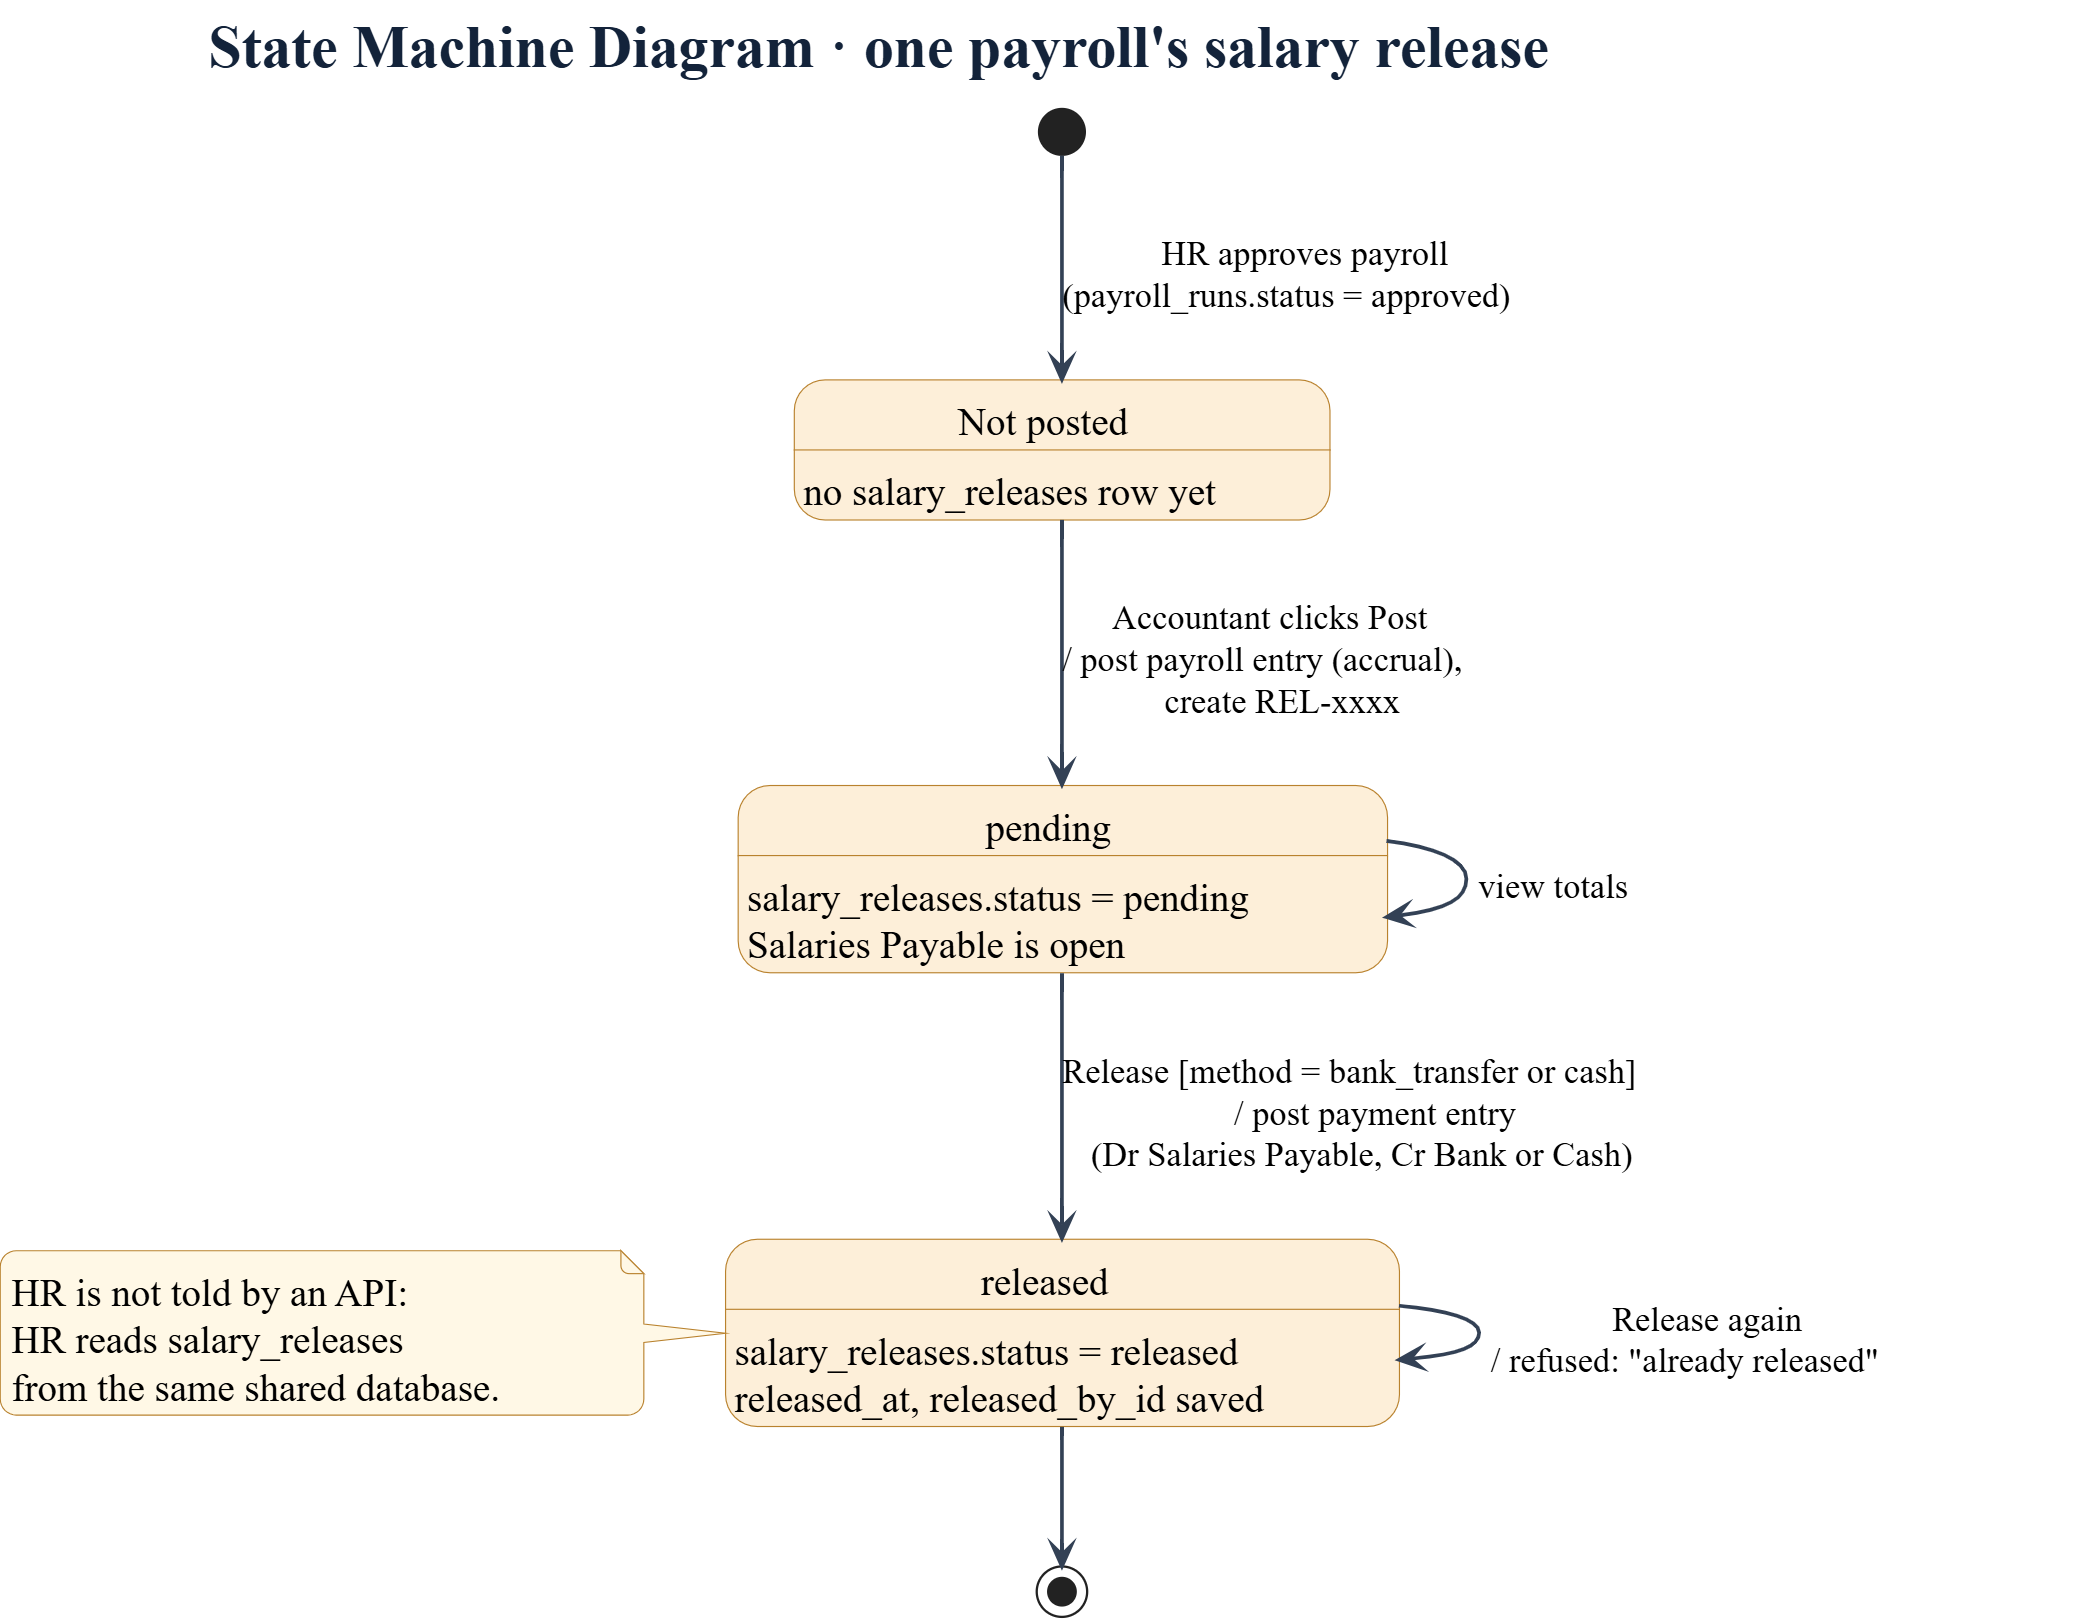 State Machine Diagram · one payroll's salary release
HR approves payroll
(payroll_runs.status = approved)
Not posted
no salary_releases row yet
Accountant clicks Post
/ post payroll entry (accrual),
create REL-xxxx
pending
salary_releases.status = pending
Salaries Payable is open
view totals
Release [method = bank_transfer or cash]
/ post payment entry
(Dr Salaries Payable, Cr Bank or Cash)
HR is not told by an API:
HR reads salary_releases
from the same shared database.
released
salary_releases.status = released
released_at, released_by_id saved
Release again
/ refused: "already released"